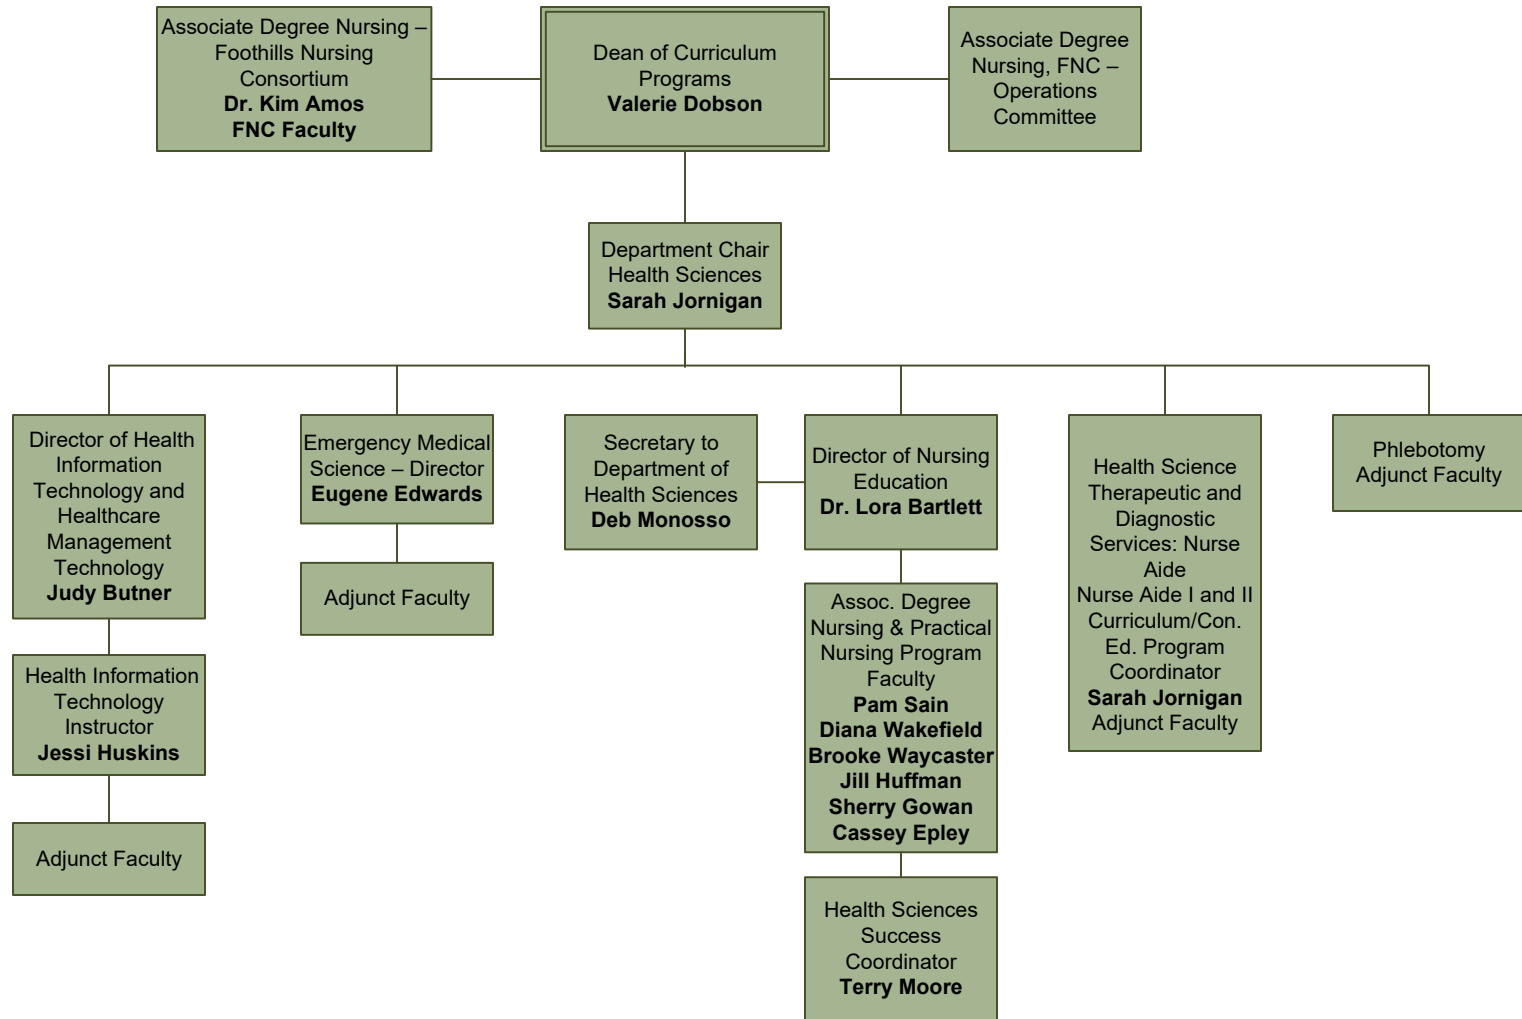 Associate Degree Nursing –
Foothills Nursing
Consortium
Dr. Kim Amos
FNC Faculty
Dean of Curriculum
Programs
Valerie Dobson
Associate Degree
Nursing, FNC –
Operations
Committee
Department Chair
Health Sciences
Sarah Jornigan
Director of Health
Information
Technology and
Healthcare
Management
Technology
Judy Butner
Health Information
Technology
Instructor
Jessi Huskins
Adjunct Faculty
Emergency Medical
Science – Director
Eugene Edwards
Adjunct Faculty
Secretary to
Department of
Health Sciences
Deb Monosso
Director of Nursing
Education
Dr. Lora Bartlett
Assoc. Degree
Nursing & Practical
Nursing Program
Faculty
Pam Sain
Diana Wakefield
Brooke Waycaster
Jill Huffman
Sherry Gowan
Cassey Epley
Health Sciences
Success
Coordinator
Terry Moore
Health Science
Therapeutic and
Diagnostic
Services: Nurse
Aide
Nurse Aide I and II
Curriculum/Con.
Ed. Program
Coordinator
Sarah Jornigan
Adjunct Faculty
Phlebotomy
Adjunct Faculty